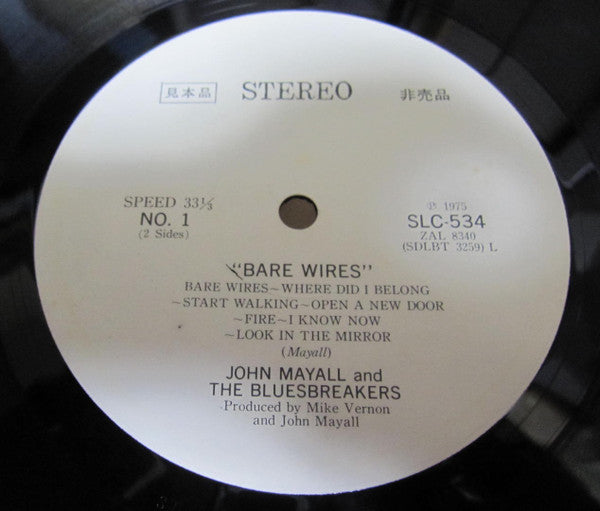 見本品 STEREO 非売品
SPEED 33⅓
NO. 1
(2 Sides)
℗ 1975
SLC-534
ZAL 8340
(SDLBT 3259) L
"BARE WIRES"
BARE WIRES~WHERE DID I BELONG
~START WALKING~OPEN A NEW DOOR
~FIRE~I KNOW NOW
~LOOK IN THE MIRROR
(Mayall)
JOHN MAYALL and
THE BLUESBREAKERS
Produced by Mike Vernon
and John Mayall